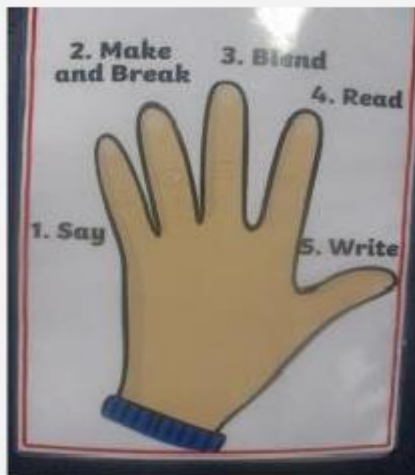 1. Say
2. Make
and Break
3. Blend
4. Read
5. Write